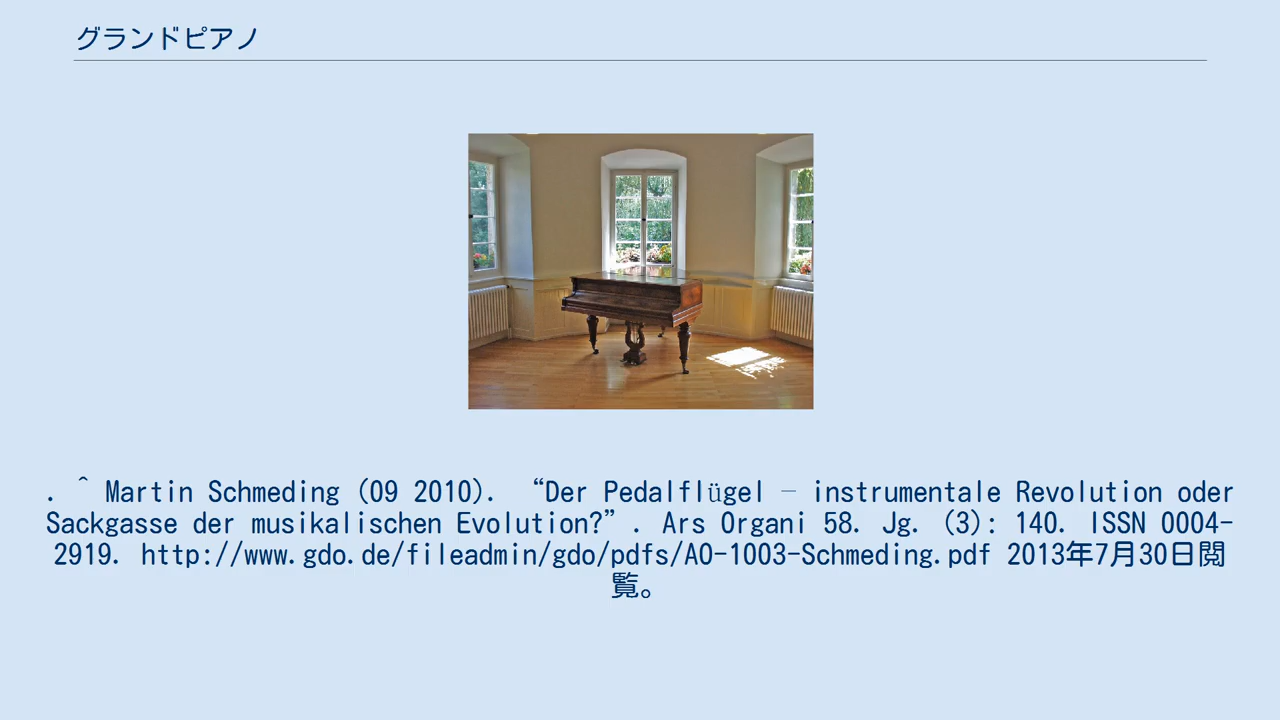 グランドピアノ
. ^ Martin Schmeding (09 2010). “Der Pedalflügel – instrumentale Revolution oder
Sackgasse der musikalischen Evolution?”. Ars Organi 58. Jg. (3): 140. ISSN 0004-
2919. http://www.gdo.de/fileadmin/gdo/pdfs/AO-1003-Schmeding.pdf 2013年7月30日閲
覧。